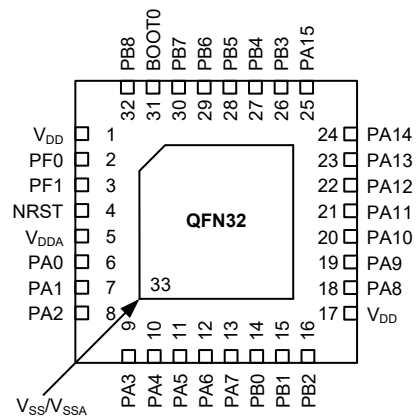 PB8 BOOT0 PB7 PB6 PB5 PB4 PB3 PA15
32 31 30 29 28 27 26 25
VDD 1
PF0 2
PF1 3
NRST 4
VDDA 5
PA0 6
PA1 7
PA2 8
QFN32
33
24 PA14
23 PA13
22 PA12
21 PA11
20 PA10
19 PA9
18 PA8
17 VDD
9 10 11 12 13 14 15 16
PA3 PA4 PA5 PA6 PA7 PB0 PB1 PB2
VSS/VSSA